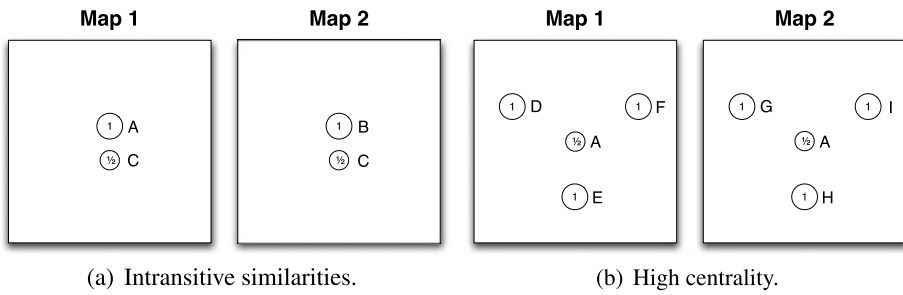 Map 1
Map 2
Map 1
Map 2
1 A
½ C
1 B
½ C
1 D
1 F
½ A
1 E
1 G
1 I
½ A
1 H
(a) Intransitive similarities.
(b) High centrality.